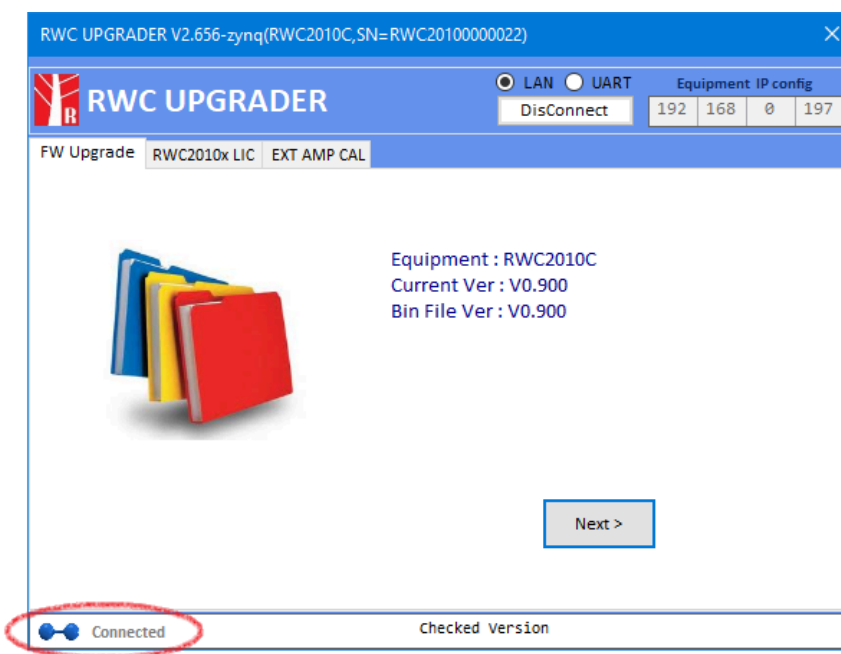 RWC UPGRADER V2.656-zynq(RWC2010C,SN=RWC20100000022)
R RWC UPGRADER
LAN UART
DisConnect
Equipment IP config
192 168 0 197
FW Upgrade RWC2010x LIC EXT AMP CAL
Equipment : RWC2010C
Current Ver : V0.900
Bin File Ver : V0.900
Next >
Connected
Checked Version